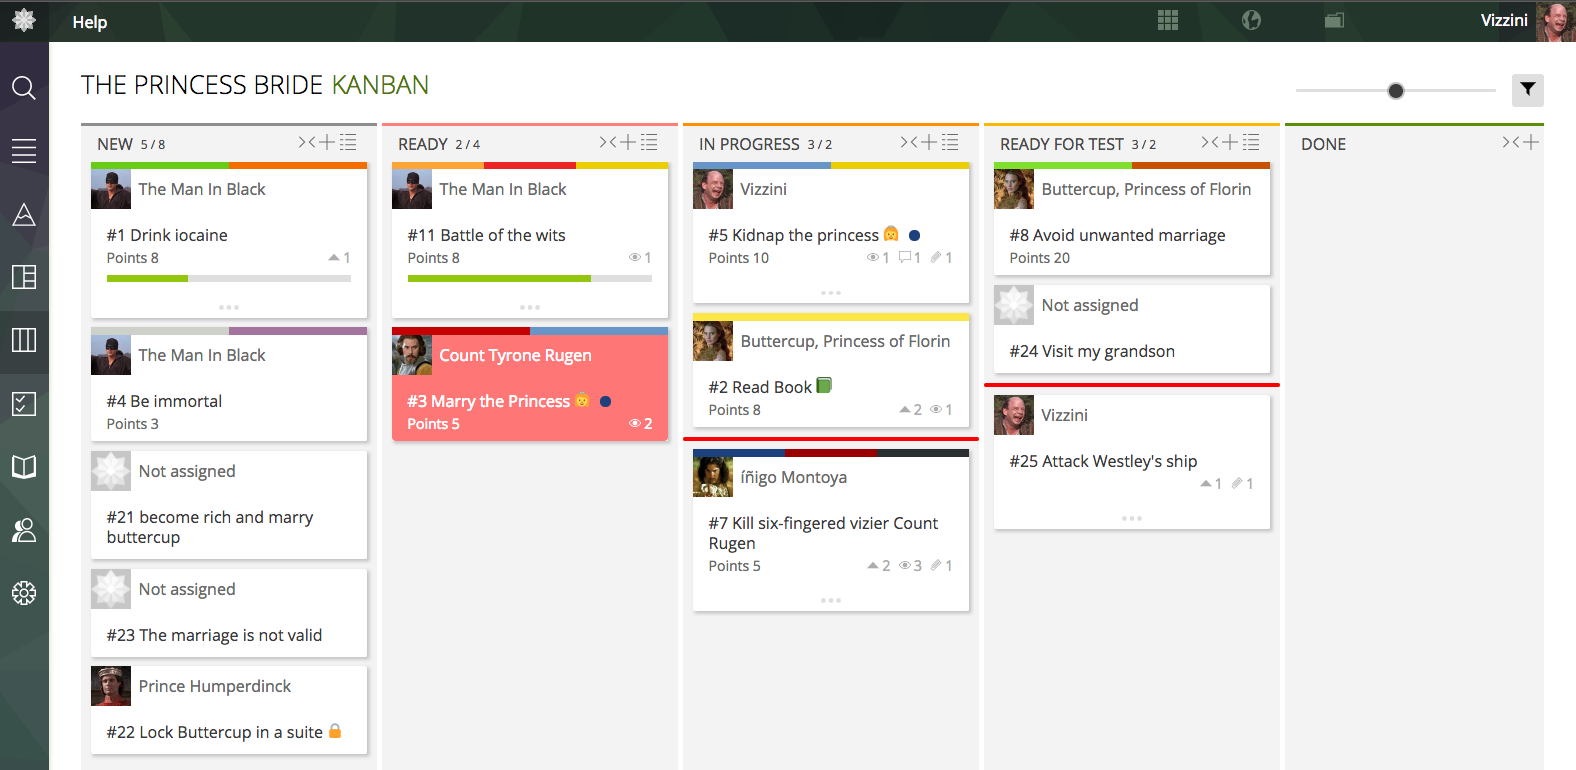 Help
Vizzini
THE PRINCESS BRIDE KANBAN
NEW 5 / 8
The Man In Black
#1 Drink iocaine
Points 8
1
The Man In Black
#4 Be immortal
Points 3
Not assigned
#21 become rich and marry
buttercup
Not assigned
#23 The marriage is not valid
Prince Humperdinck
#22 Lock Buttercup in a suite
READY 2 / 4
The Man In Black
#11 Battle of the wits
Points 8
1
Count Tyrone Rugen
#3 Marry the Princess
Points 5
2
IN PROGRESS 3 / 2
Vizzini
#5 Kidnap the princess
Points 10
1 1 1
Buttercup, Princess of Florin
#2 Read Book
Points 8
2 1
íñigo Montoya
#7 Kill six-fingered vizier Count
Rugen
Points 5
2 3 1
READY FOR TEST 3 / 2
Buttercup, Princess of Florin
#8 Avoid unwanted marriage
Points 20
Not assigned
#24 Visit my grandson
Vizzini
#25 Attack Westley's ship
1 1
DONE